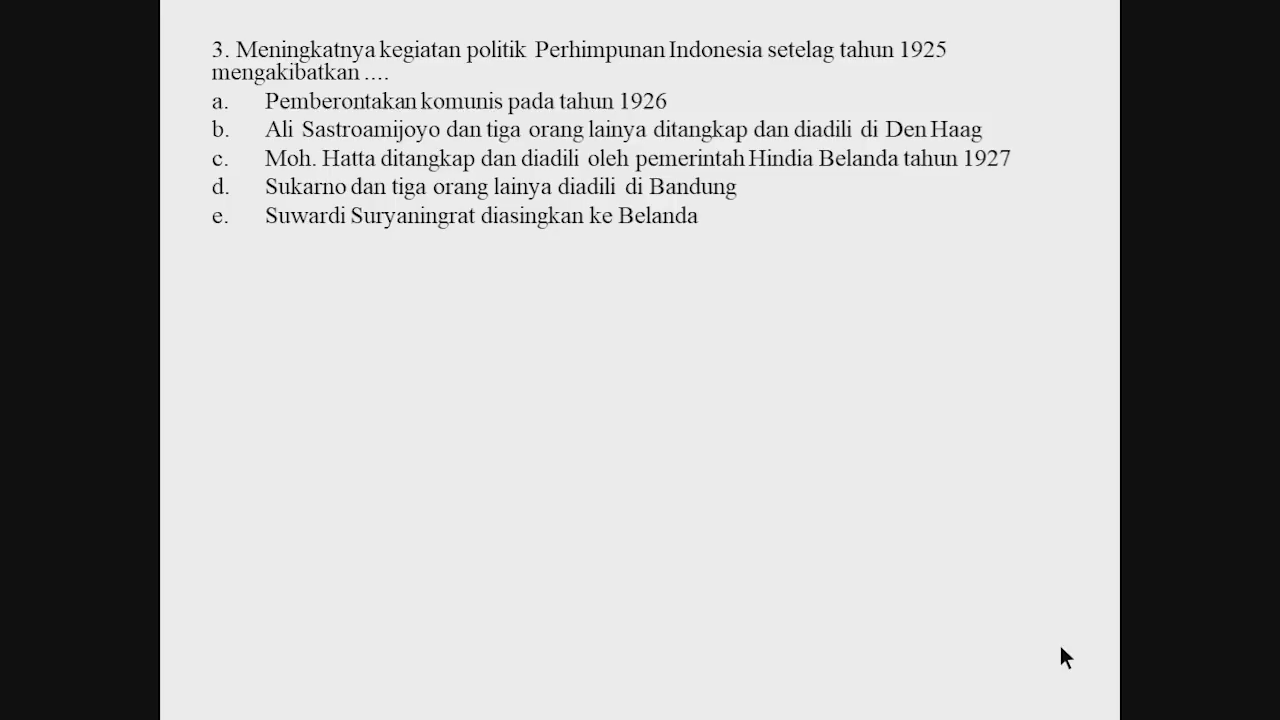 3. Meningkatnya kegiatan politik Perhimpunan Indonesia setelag tahun 1925
mengakibatkan ....
a. Pemberontakan komunis pada tahun 1926
b. Ali Sastroamijoyo dan tiga orang lainya ditangkap dan diadili di Den Haag
c. Moh. Hatta ditangkap dan diadili oleh pemerintah Hindia Belanda tahun 1927
d. Sukarno dan tiga orang lainya diadili di Bandung
e. Suwardi Suryaningrat diasingkan ke Belanda